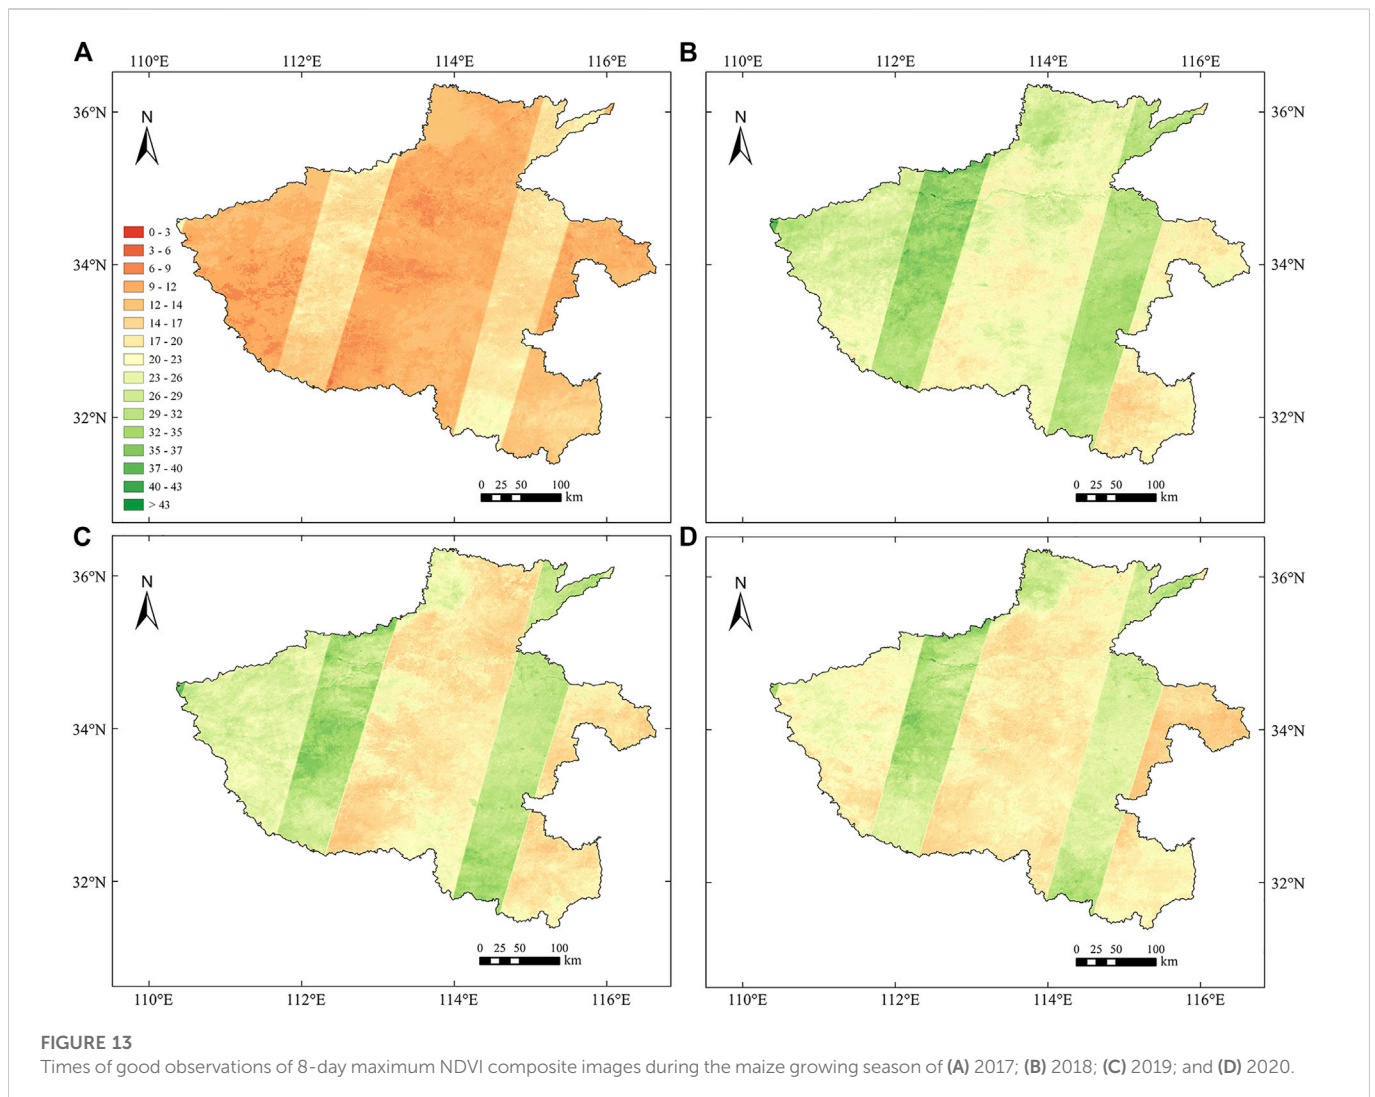 A
110°E 112°E 114°E 116°E
36°N
34°N
32°N
N
0 - 3
3 - 6
6 - 9
9 - 12
12 - 14
14 - 17
17 - 20
20 - 23
23 - 26
26 - 29
29 - 32
32 - 35
35 - 37
37 - 40
40 - 43
> 43
0 25 50 100
km
B
110°E 112°E 114°E 116°E
36°N
34°N
32°N
N
0 25 50 100
km
C
36°N
34°N
32°N
N
0 25 50 100
km
110°E 112°E 114°E 116°E
D
36°N
34°N
32°N
N
0 25 50 100
km
110°E 112°E 114°E 116°E
FIGURE 13
Times of good observations of 8-day maximum NDVI composite images during the maize growing season of (A) 2017; (B) 2018; (C) 2019; and (D) 2020.